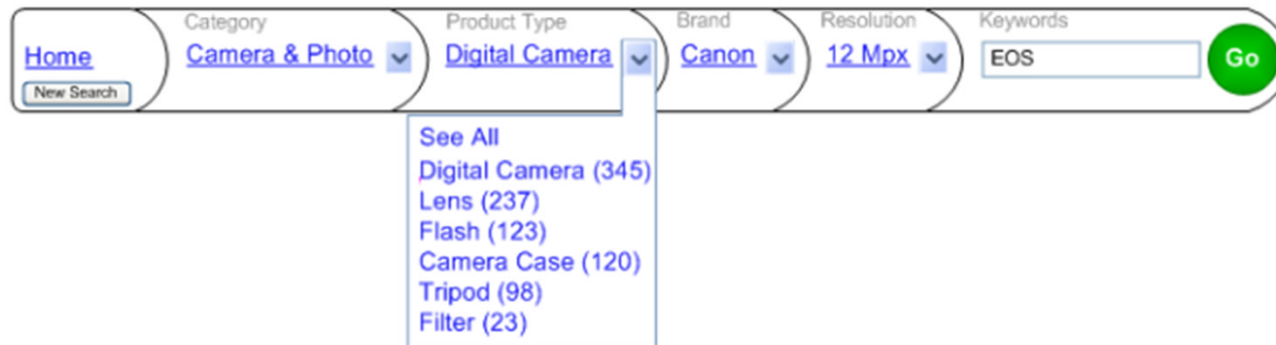 Category
Product Type
Brand
Resolution
Keywords
Home
Camera & Photo
Digital Camera
Canon
12 Mpx
EOS
Go
New Search
See All
Digital Camera (345)
Lens (237)
Flash (123)
Camera Case (120)
Tripod (98)
Filter (23)